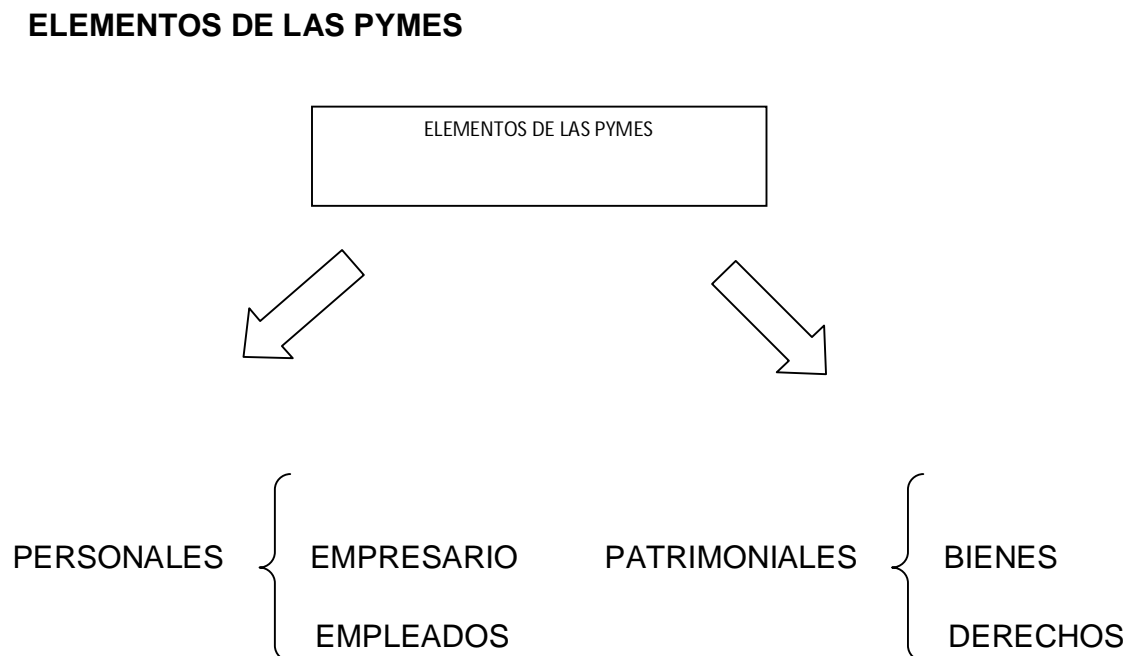 ELEMENTOS DE LAS PYMES
ELEMENTOS DE LAS PYMES
PERSONALES EMPRESARIO PATRIMONIALES BIENES
EMPLEADOS DERECHOS